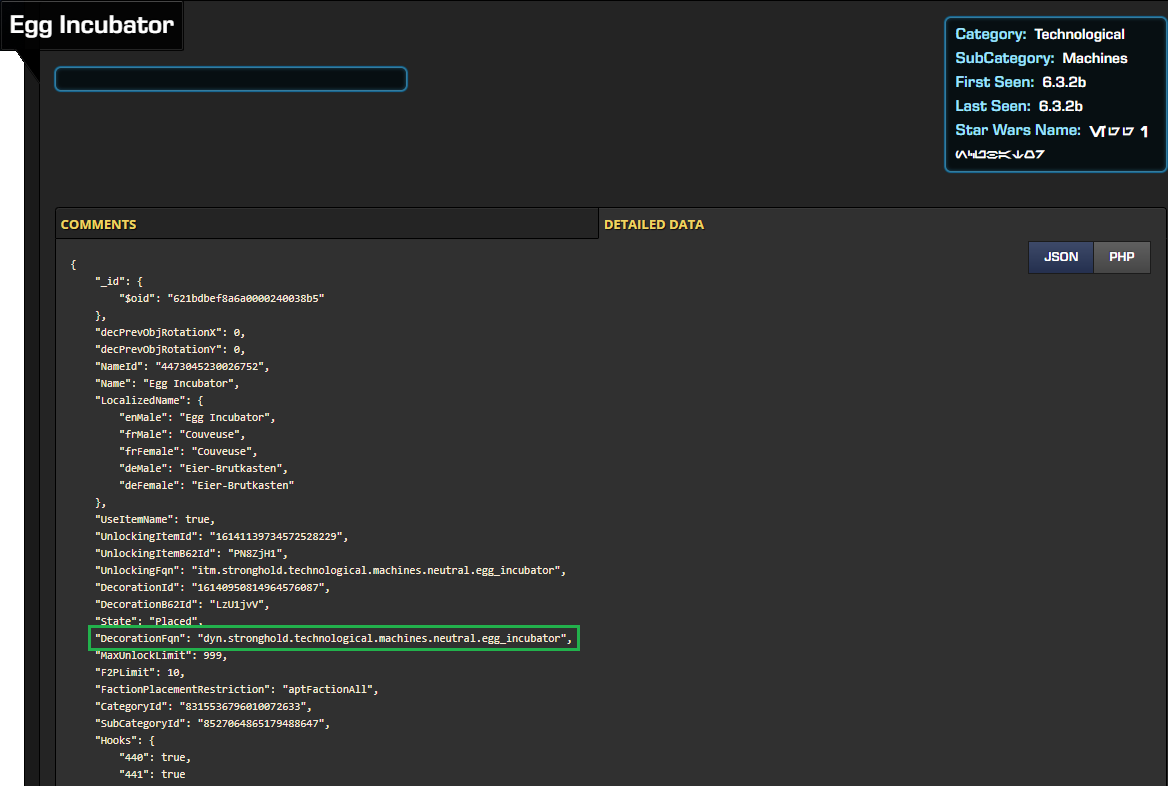 Egg Incubator
Category: Technological
SubCategory: Machines
First Seen: 6.3.2b
Last Seen: 6.3.2b
Star Wars Name: 1
COMMENTS
DETAILED DATA
JSON PHP
{
"_id": {
"$oid": "621bdbef8a6a0000240038b5"
},
"decPrevObjRotationX": 0,
"decPrevObjRotationY": 0,
"NameId": "4473045230026752",
"Name": "Egg Incubator",
"LocalizedName": {
"enMale": "Egg Incubator",
"frMale": "Couveuse",
"frFemale": "Couveuse",
"deMale": "Eier-Brutkasten",
"deFemale": "Eier-Brutkasten"
},
"UseItemName": true,
"UnlockingItemId": "16141139734572528229",
"UnlockingItemB62Id": "PN8ZjH1",
"UnlockingFqn": "itm.stronghold.technological.machines.neutral.egg_incubator",
"DecorationId": "16140950814964576087",
"DecorationB62Id": "LzU1jvV",
"State": "Placed",
"DecorationFqn": "dyn.stronghold.technological.machines.neutral.egg_incubator",
"MaxUnlockLimit": 999,
"F2PLimit": 10,
"FactionPlacementRestriction": "aptFactionAll",
"CategoryId": "8315536796010072633",
"SubCategoryId": "8527064865179488647",
"Hooks": {
"440": true,
"441": true